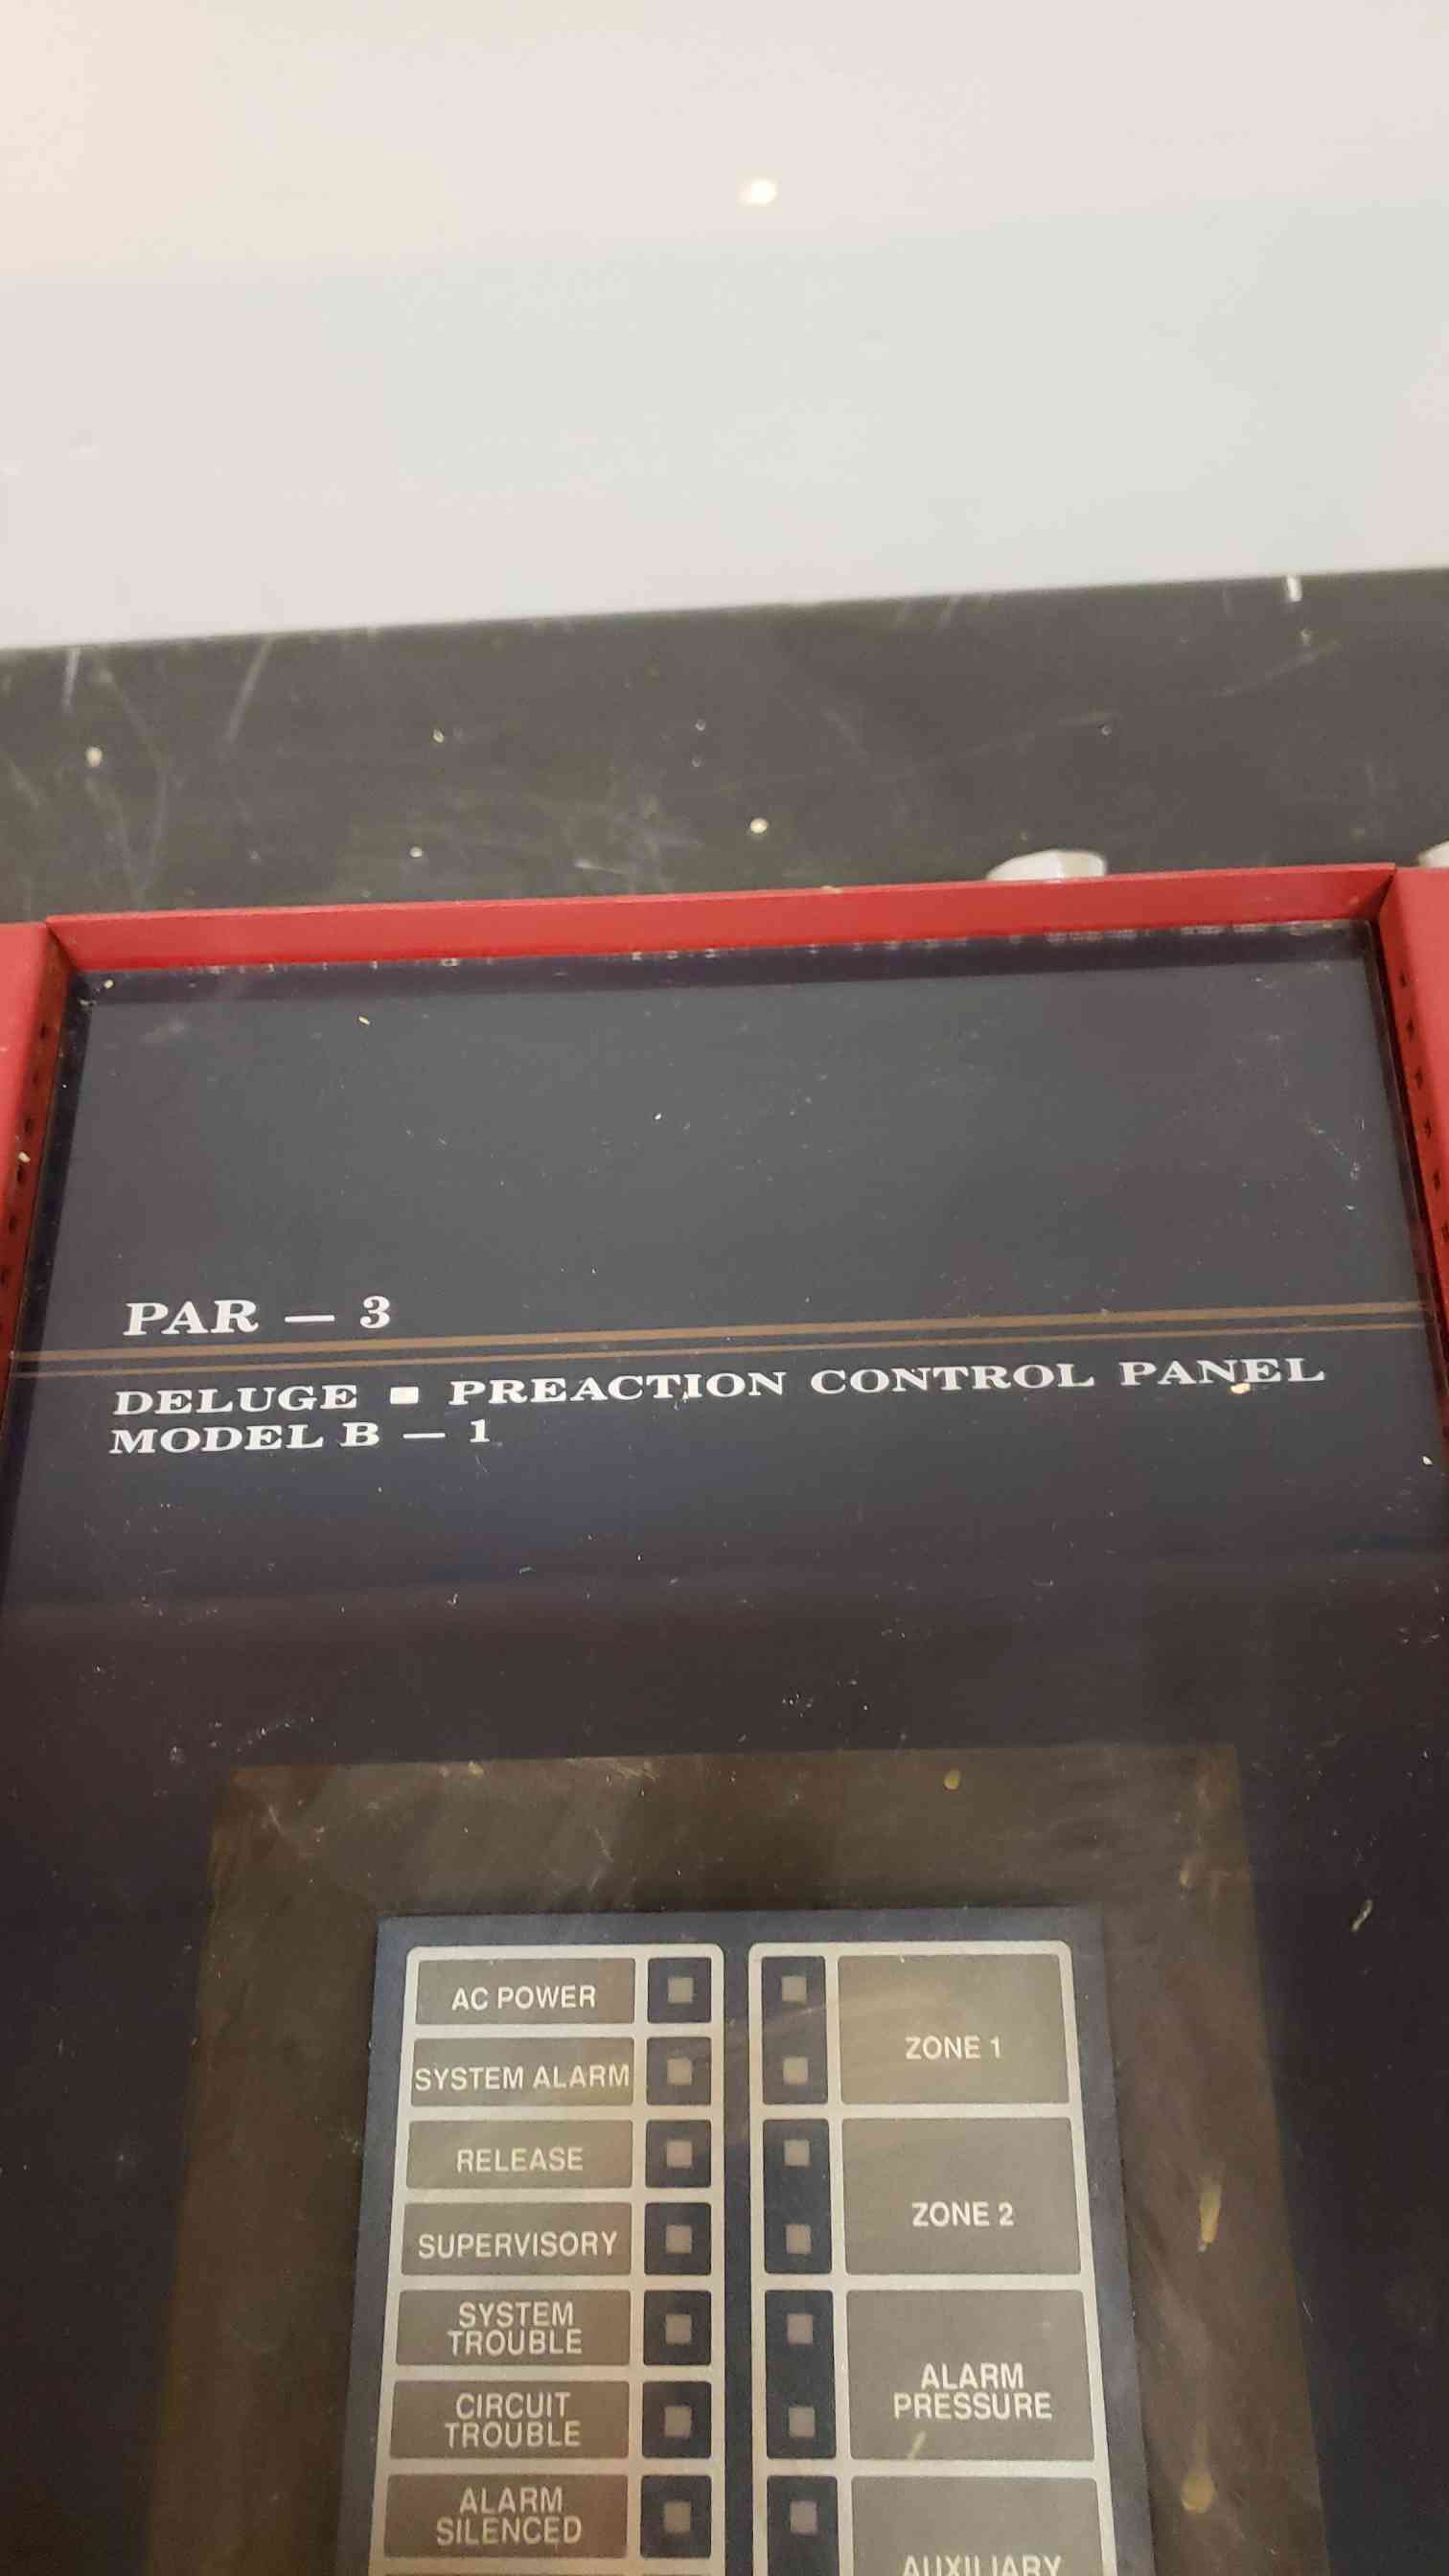 PAR — 3
DELUGE ■ PREACTION CONTROL PANEL
MODEL B — 1
AC POWER
SYSTEM ALARM
RELEASE
SUPERVISORY
SYSTEM
TROUBLE
CIRCUIT
TROUBLE
ALARM
SILENCED
ZONE 1
ZONE 2
ALARM
PRESSURE
AUXILIARY